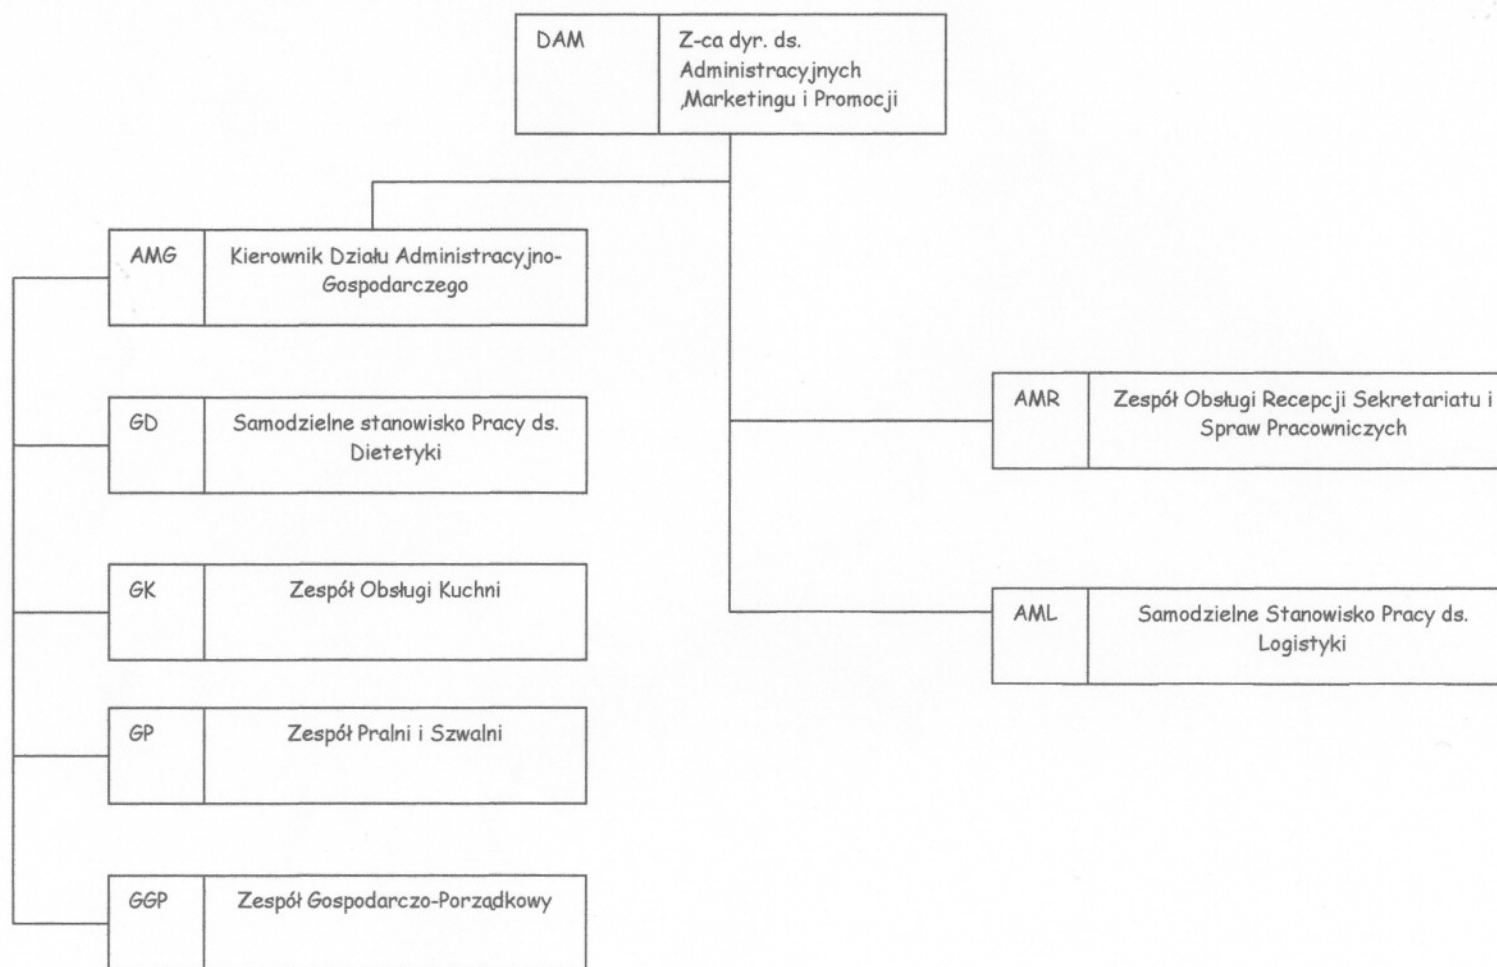 DAM
Z-ca dyr. ds.
Administracyjnych
,Marketingu i Promocji
AMG
Kierownik Działu Administracyjno-
Gospodarczego
GD
Samodzielne stanowisko Pracy ds.
Dietetyki
GK
Zespół Obsługi Kuchni
GP
Zespół Pralni i Szwalni
GGP
Zespół Gospodarczo-Porządkowy
AMR
Zespół Obsługi Recepcji Sekretariatu i
Spraw Pracowniczych
AML
Samodzielne Stanowisko Pracy ds.
Logistyki